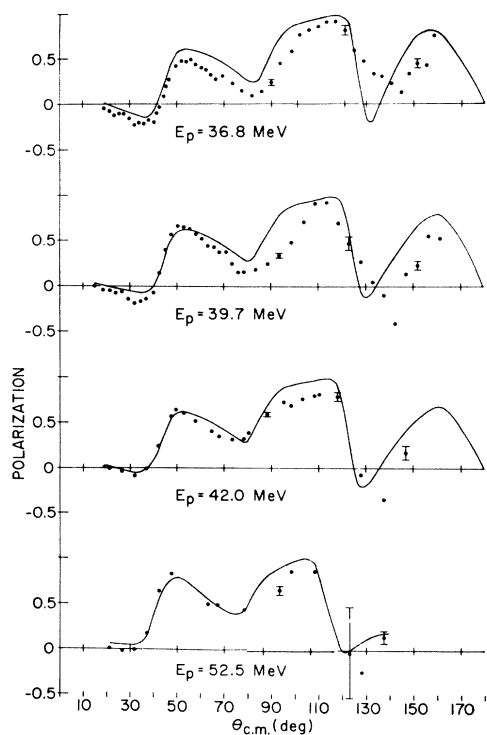 0.5
0
-0.5
E_p = 36.8 MeV
0.5
0
-0.5
E_p = 39.7 MeV
0.5
0
-0.5
E_p = 42.0 MeV
0.5
0
-0.5
E_p = 52.5 MeV
POLARIZATION
10 30 50 70 90 110 130 150 170
θ_c.m. (deg)